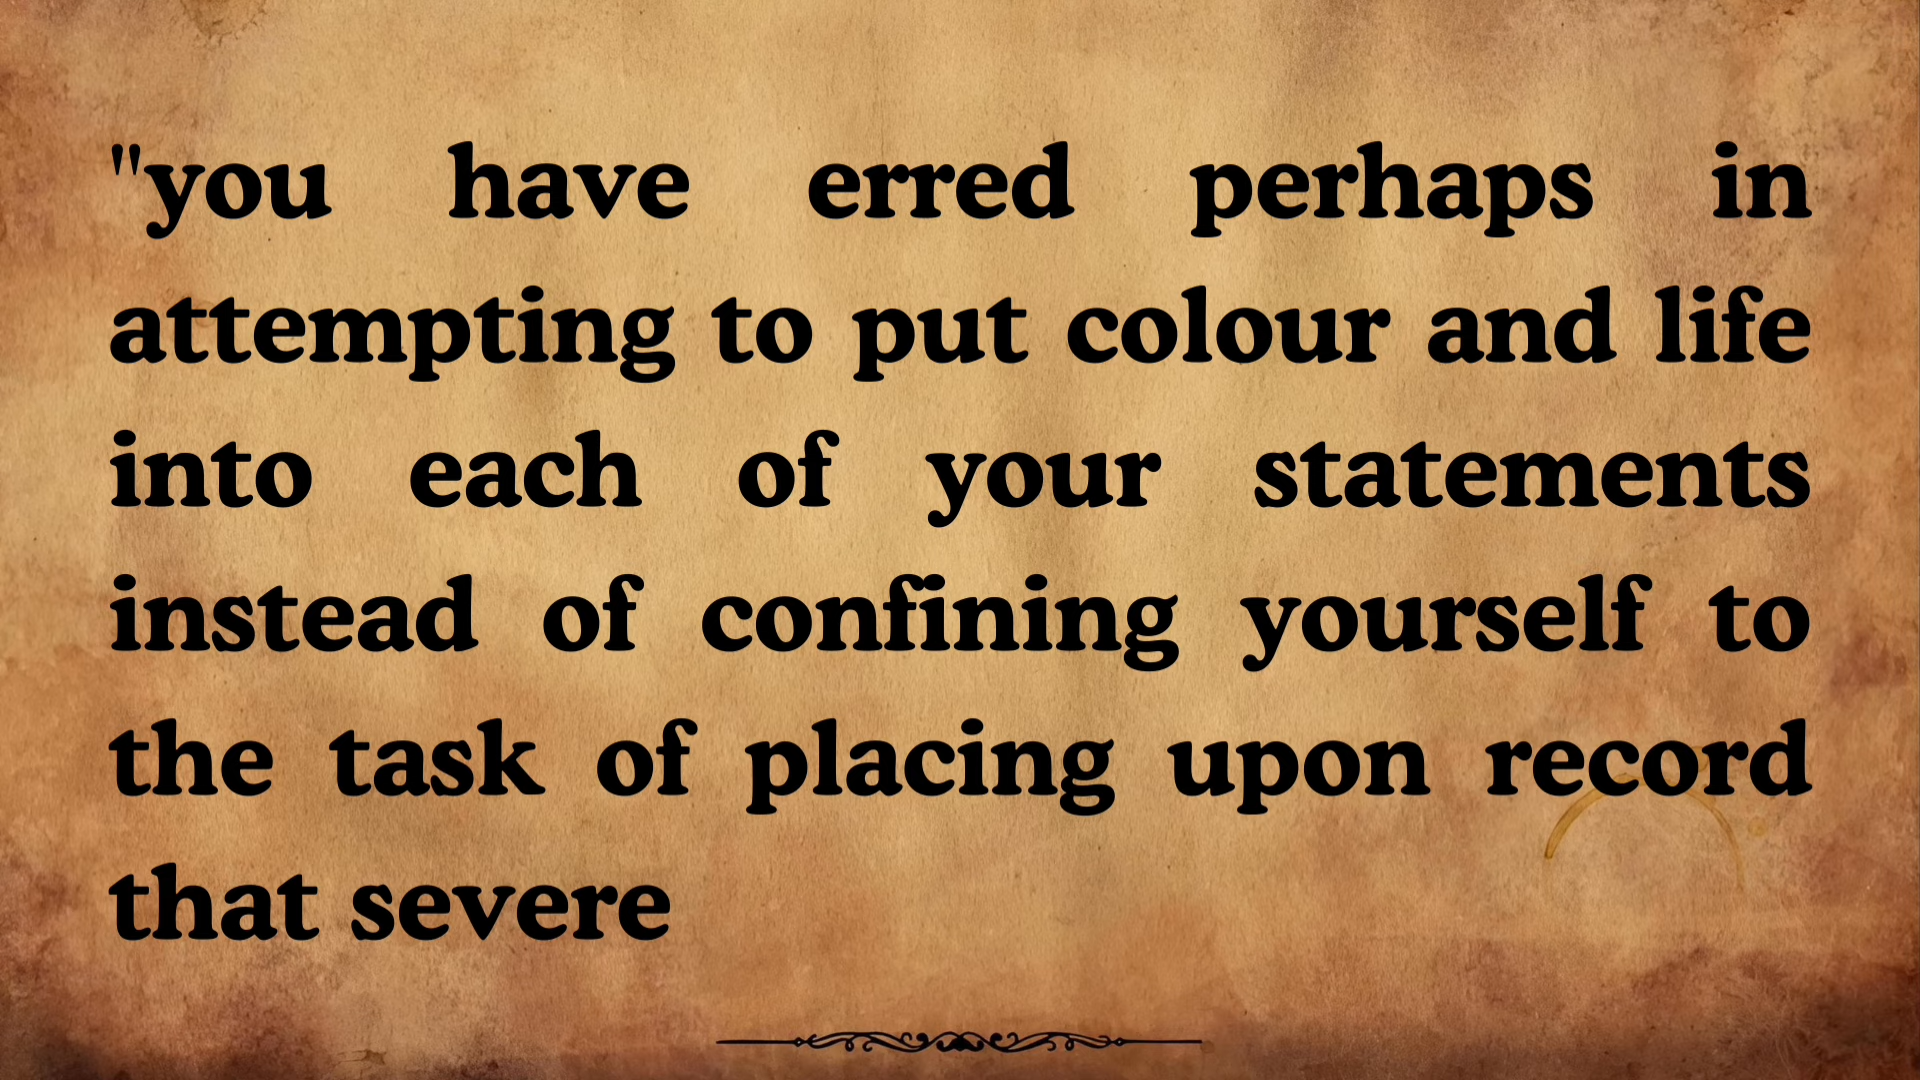 "you have erred perhaps in
attempting to put colour and life
into each of your statements
instead of confining yourself to
the task of placing upon record
that severe